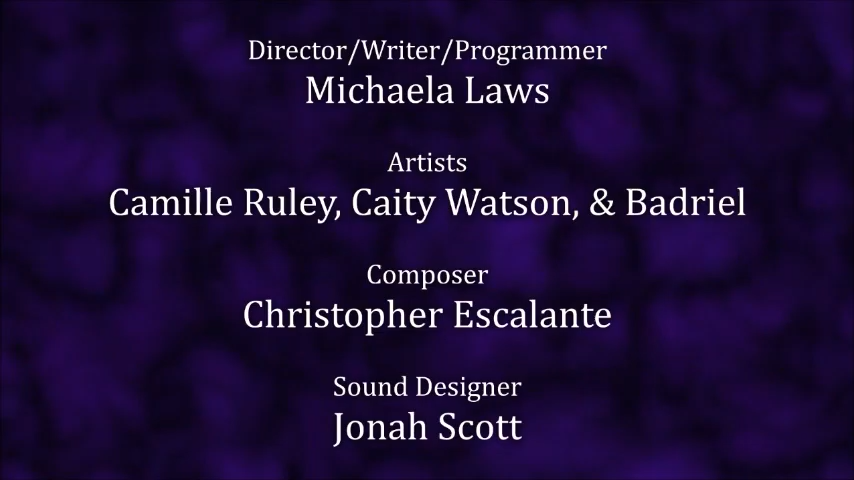 Director/Writer/Programmer
Michaela Laws
Artists
Camille Ruley, Caity Watson, & Badriel
Composer
Christopher Escalante
Sound Designer
Jonah Scott